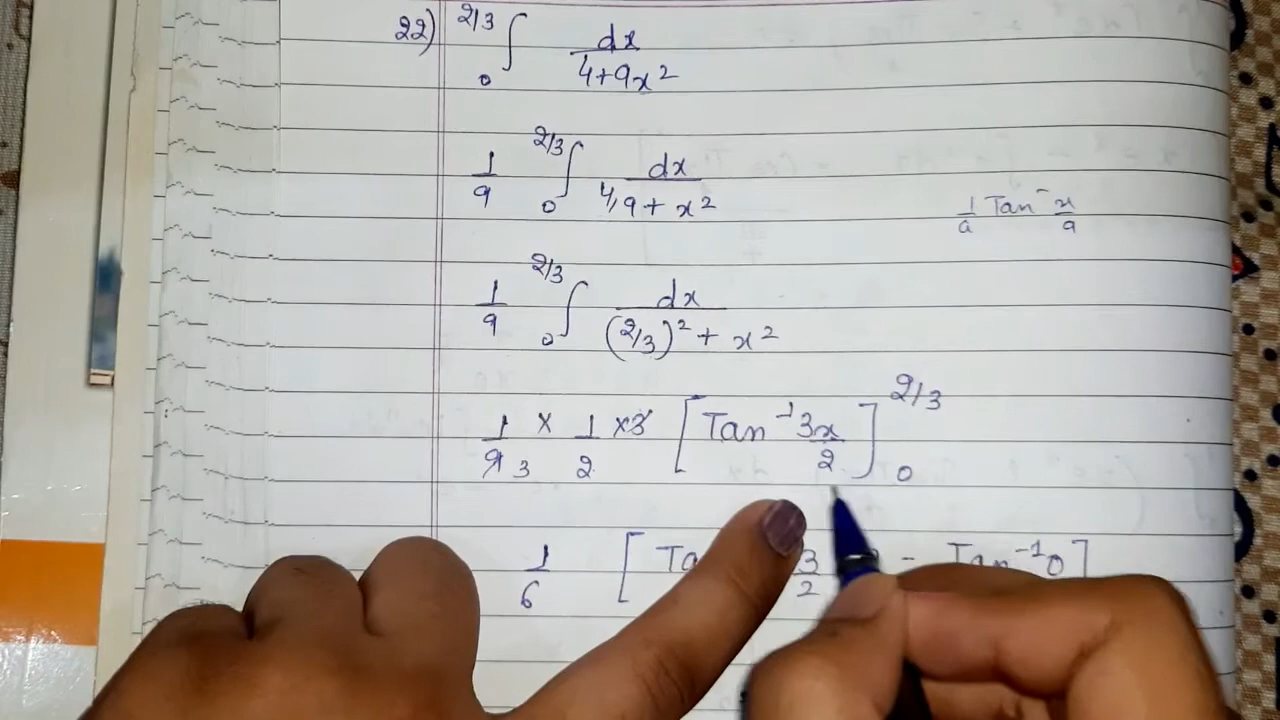 22) 2/3 ∫ 0 dx / 4+9x²
1/9 2/3 ∫ 0 dx / 4/9 + x²
1/a Tan⁻ x/a
1/9 2/3 ∫ 0 dx / (2/3)² + x²
1/9 3 × 1/2 ×3 [Tan⁻¹ 3x/2] 2/3 0
1/6 [ 3/2 - Tan⁻¹0]